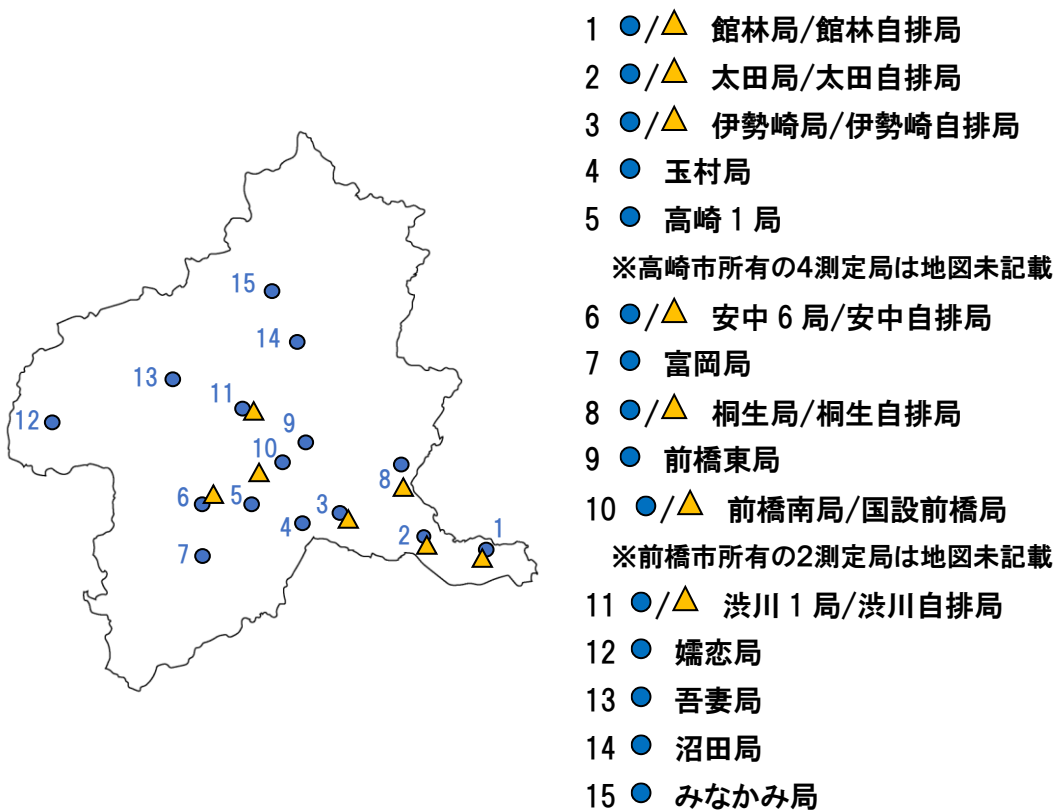 1 ●/▲ 館林局/館林自排局
2 ●/▲ 太田局/太田自排局
3 ●/▲ 伊勢崎局/伊勢崎自排局
4 ● 玉村局
5 ● 高崎1局
※高崎市所有の4測定局は地図未記載
6 ●/▲ 安中6局/安中自排局
7 ● 富岡局
8 ●/▲ 桐生局/桐生自排局
9 ● 前橋東局
10 ●/▲ 前橋南局/国設前橋局
※前橋市所有の2測定局は地図未記載
11 ●/▲ 渋川1局/渋川自排局
12 ● 嬬恋局
13 ● 吾妻局
14 ● 沼田局
15 ● みなかみ局
15
14
13
11
12
9
10
8
6
5
3
4
2
1
7